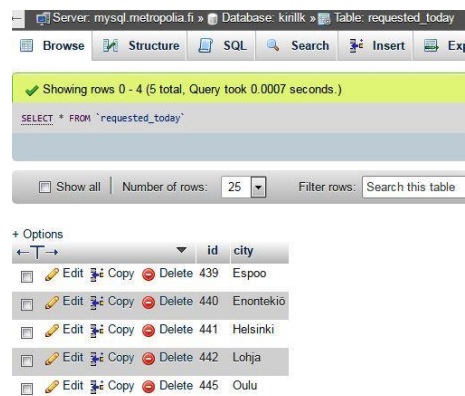 Server: mysql.metropolia.fi » Database: kirillk » Table: requested_today
Browse Structure SQL Search Insert Exp
Showing rows 0 - 4 (5 total, Query took 0.0007 seconds.)
SELECT * FROM `requested_today`
Show all | Number of rows: 25 Filter rows: Search this table
+ Options
←T→ id city
Edit Copy Delete 439 Espoo
Edit Copy Delete 440 Enontekiö
Edit Copy Delete 441 Helsinki
Edit Copy Delete 442 Lohja
Edit Copy Delete 445 Oulu